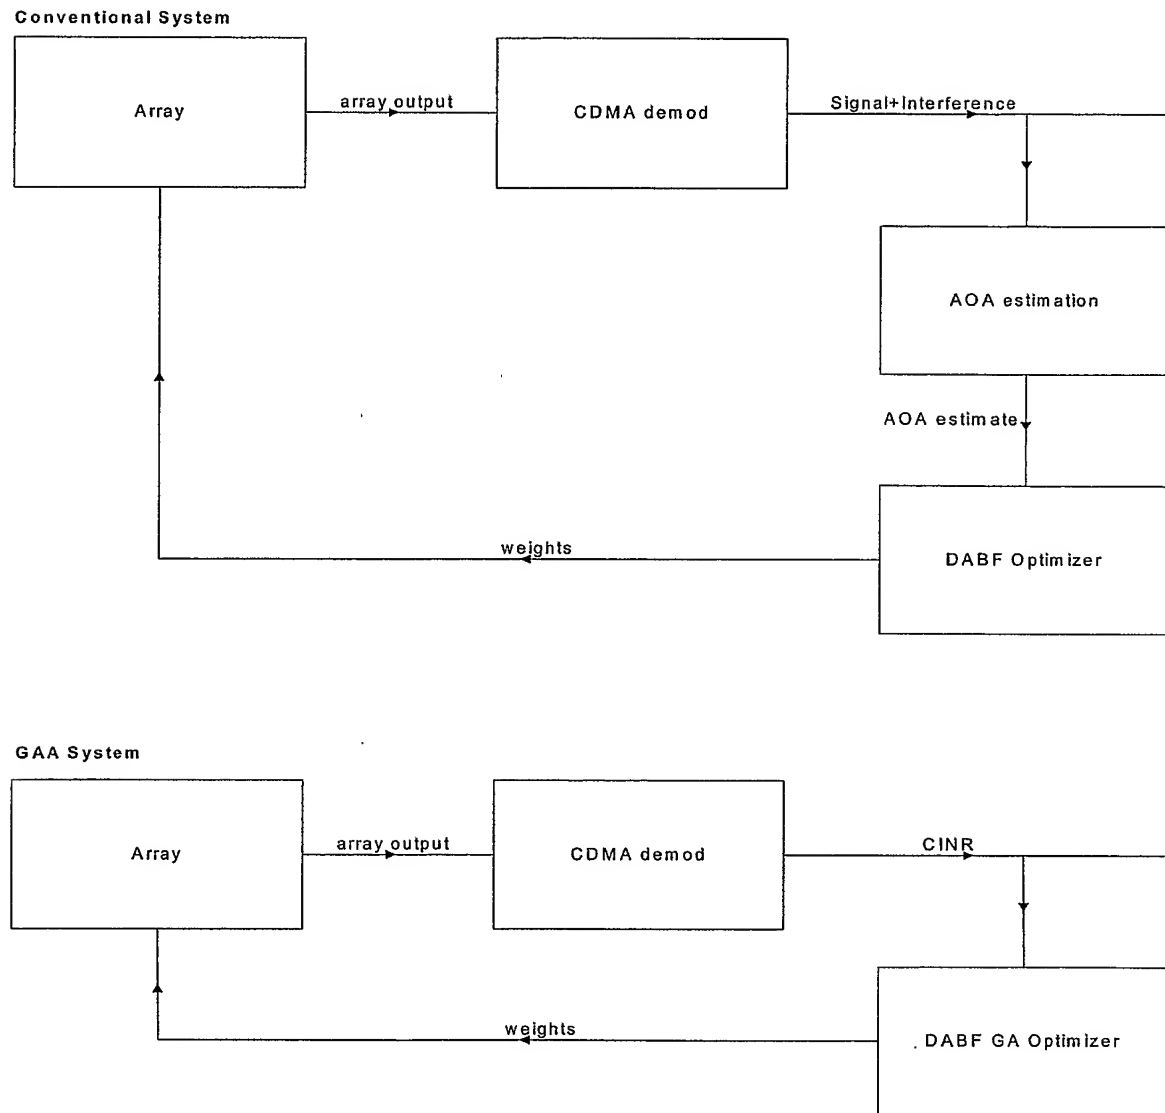 Conventional System
Array
array output
CDMA demod
Signal+Interference
AOA estimation
AOA estimate
weights
DABF Optimizer
GAA System
Array
array output
CDMA demod
CINR
weights
DABF GA Optimizer